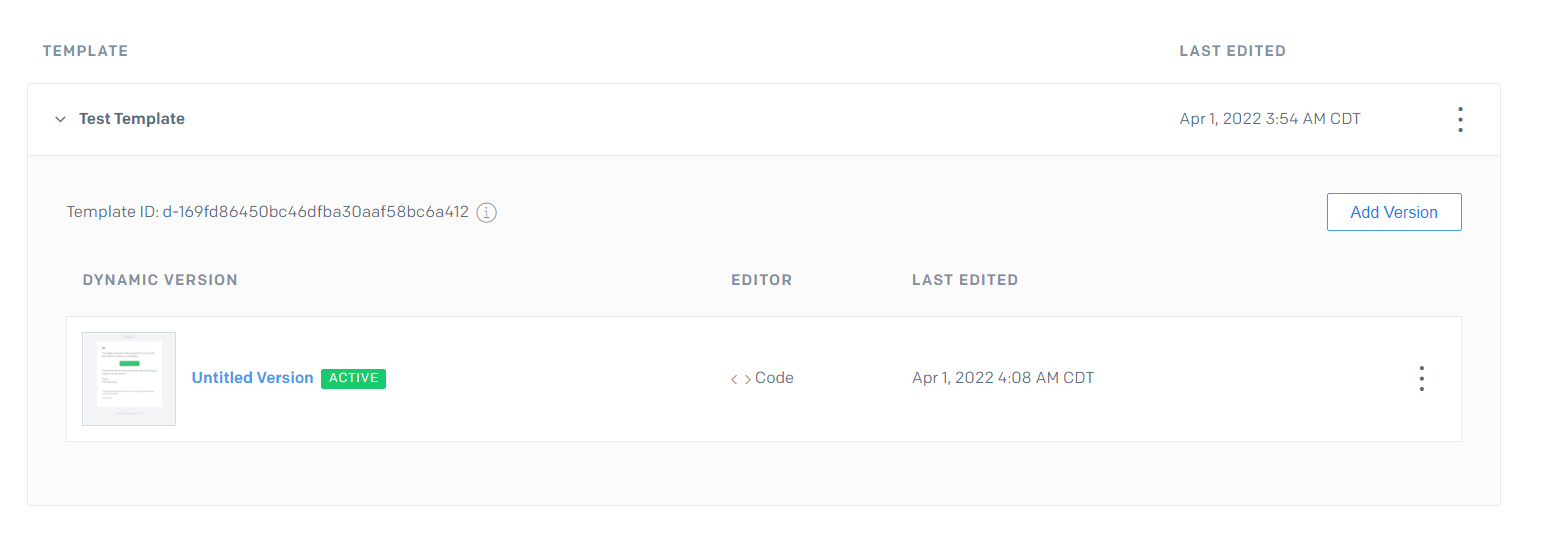 TEMPLATE LAST EDITED
Test Template Apr 1, 2022 3:54 AM CDT
Template ID: d-169fd86450bc46dfba30aaf58bc6a412 Add Version
DYNAMIC VERSION EDITOR LAST EDITED
Untitled Version ACTIVE < > Code Apr 1, 2022 4:08 AM CDT